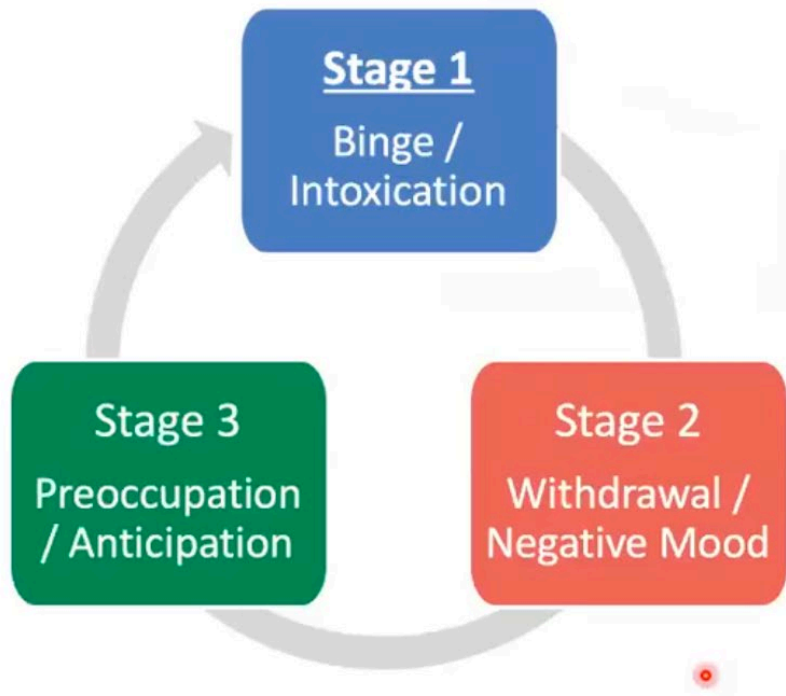 Stage 1
Binge /
Intoxication
Stage 2
Withdrawal /
Negative Mood
Stage 3
Preoccupation
/ Anticipation